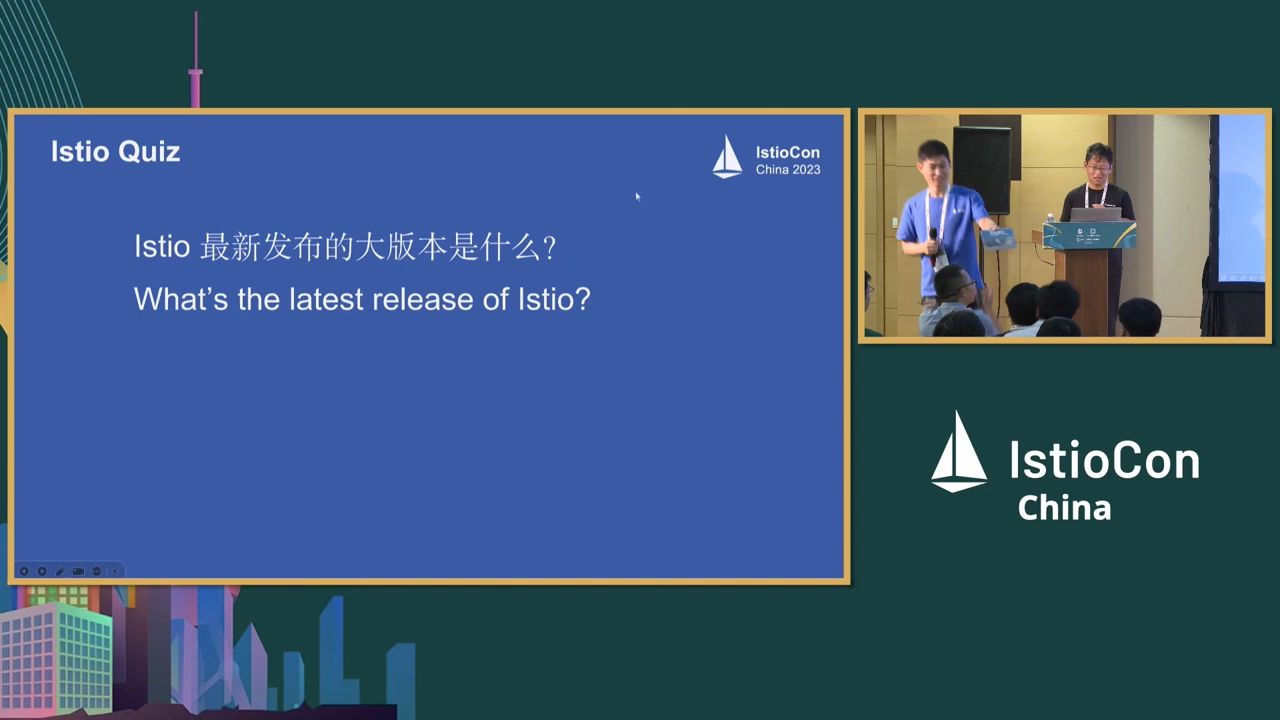 Istio Quiz
IstioCon
China 2023
Istio 最新发布的大版本是什么?
What's the latest release of Istio?
IstioCon
China